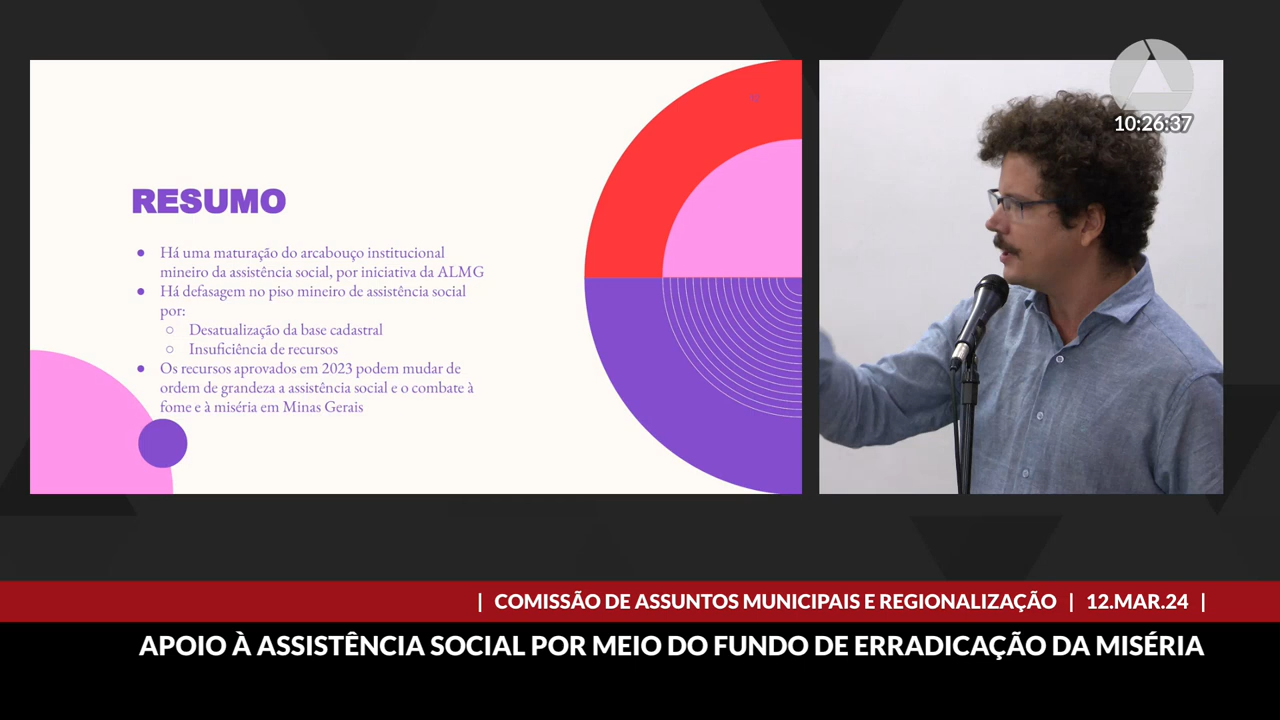 10:26:37
RESUMO
● Há uma maturação do arcabouço institucional
mineiro da assistência social, por iniciativa da ALMG
● Há defasagem no piso mineiro de assistência social
por:
○ Desatualização da base cadastral
○ Insuficiência de recursos
● Os recursos aprovados em 2023 podem mudar de
ordem de grandeza a assistência social e o combate à
fome e à miséria em Minas Gerais
| COMISSÃO DE ASSUNTOS MUNICIPAIS E REGIONALIZAÇÃO | 12.MAR.24 |
APOIO À ASSISTÊNCIA SOCIAL POR MEIO DO FUNDO DE ERRADICAÇÃO DA MISÉRIA